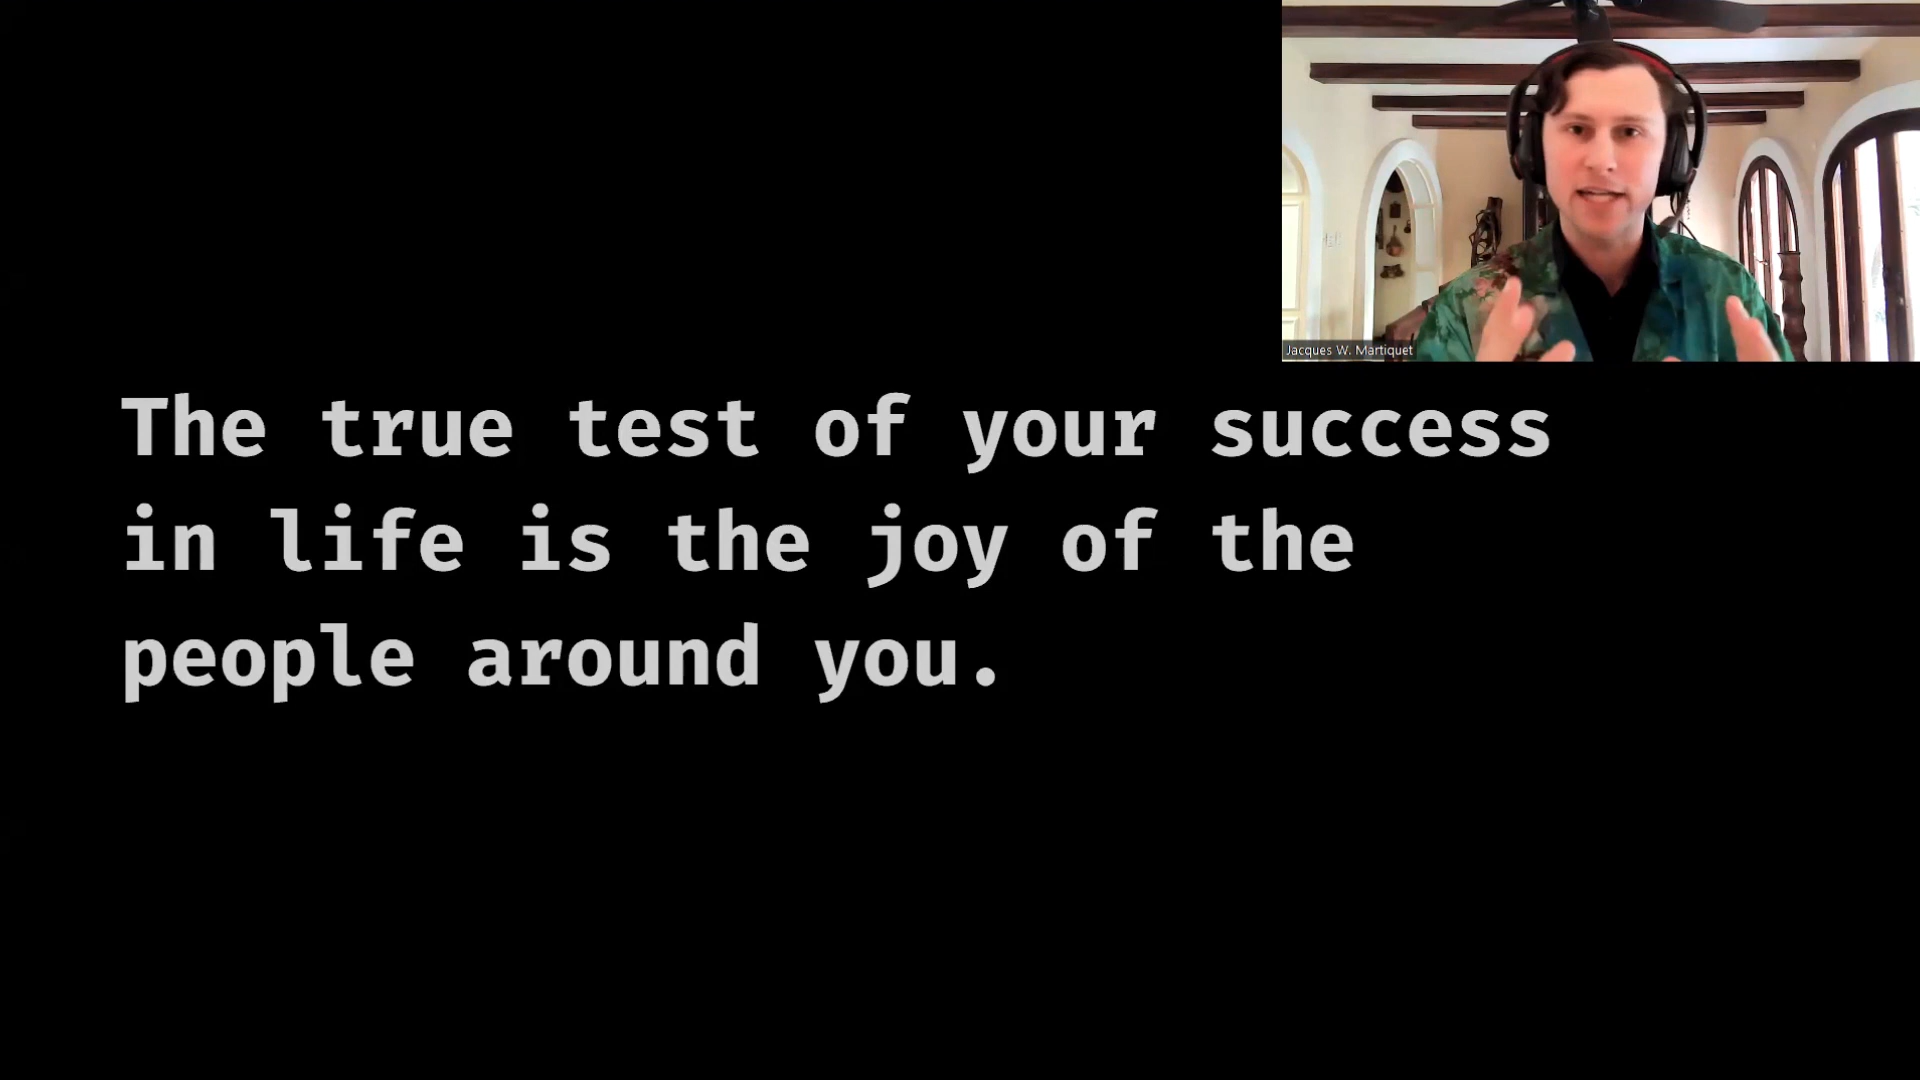 Jacques W. Martiquet
The true test of your success
in life is the joy of the
people around you.